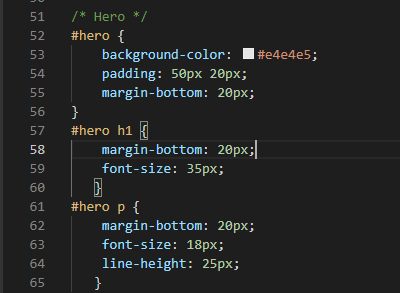 51 /* Hero */
52 #hero {
53     background-color: #e4e4e5;
54     padding: 50px 20px;
55     margin-bottom: 20px;
56 }
57 #hero h1 {
58     margin-bottom: 20px;
59     font-size: 35px;
60    }
61 #hero p {
62     margin-bottom: 20px;
63     font-size: 18px;
64     line-height: 25px;
65    }